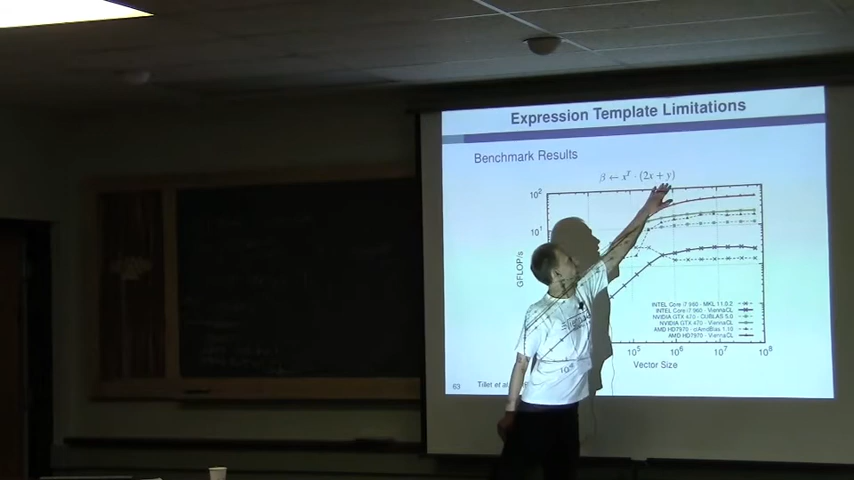 Expression Template Limitations
Benchmark Results
β ← xᵀ · (2x + y)
10²
10¹
GFLOP/s
INTEL Core i7 960 - MKL 11.0.2
INTEL Core i7 960 - ViennaCL
NVIDIA GTX 470 - CUBLAS 5.0
NVIDIA GTX 470 - ViennaCL
AMD HD7970 - clAmdBlas 1.10
AMD HD7970 - ViennaCL
10⁵ 10⁶ 10⁷ 10⁸
Vector Size
63 Tillet et al